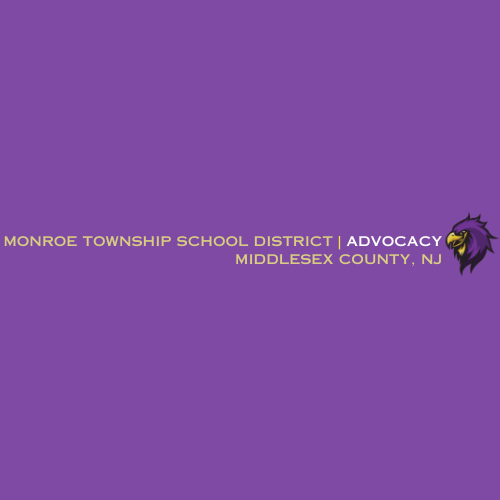 MONROE TOWNSHIP SCHOOL DISTRICT | ADVOCACY
MIDDLESEX COUNTY, NJ